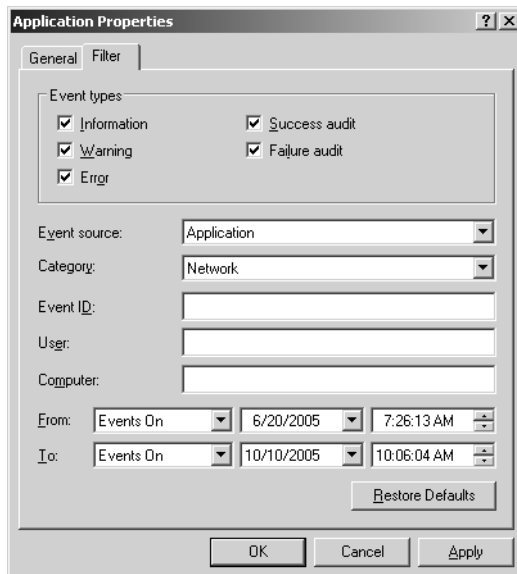 Application Properties
General Filter
Event types
Information Success audit
Warning Failure audit
Error
Event source: Application
Category: Network
Event ID:
User:
Computer:
From: Events On 6/20/2005 7:26:13 AM
To: Events On 10/10/2005 10:06:04 AM
Restore Defaults
OK Cancel Apply